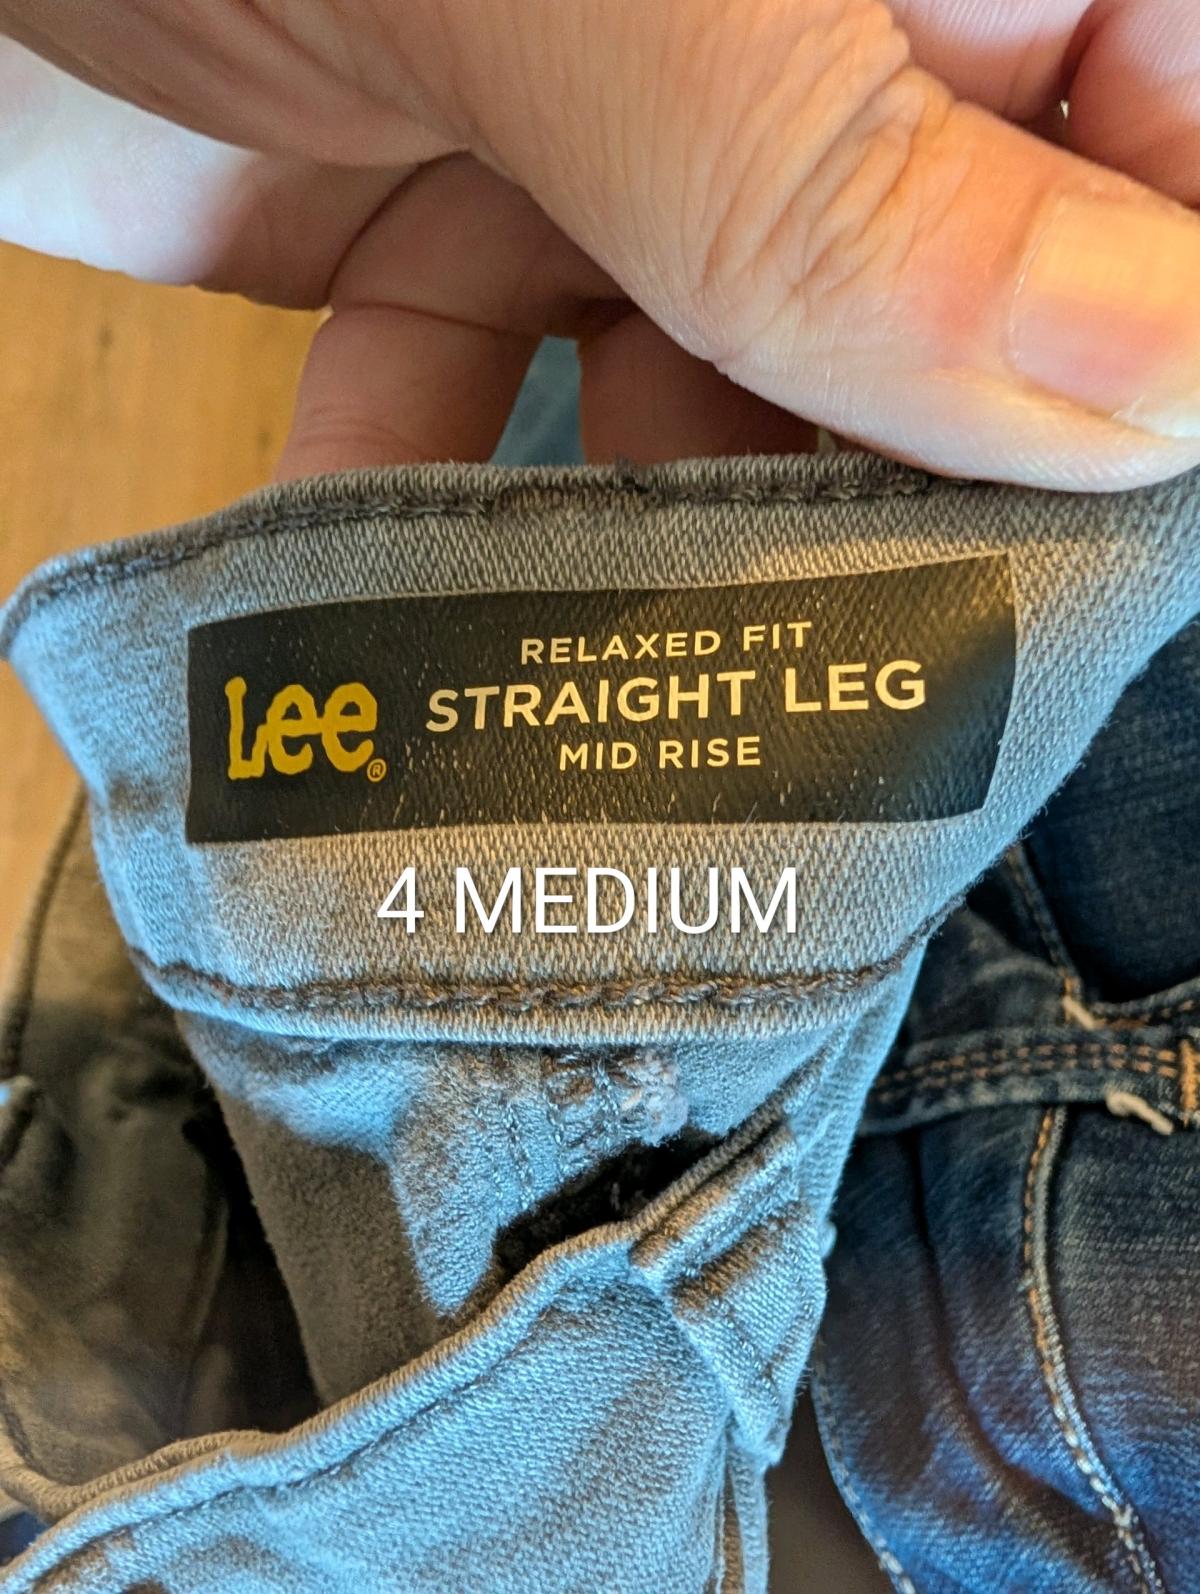 RELAXED FIT
Lee® STRAIGHT LEG
MID RISE
4 MEDIUM